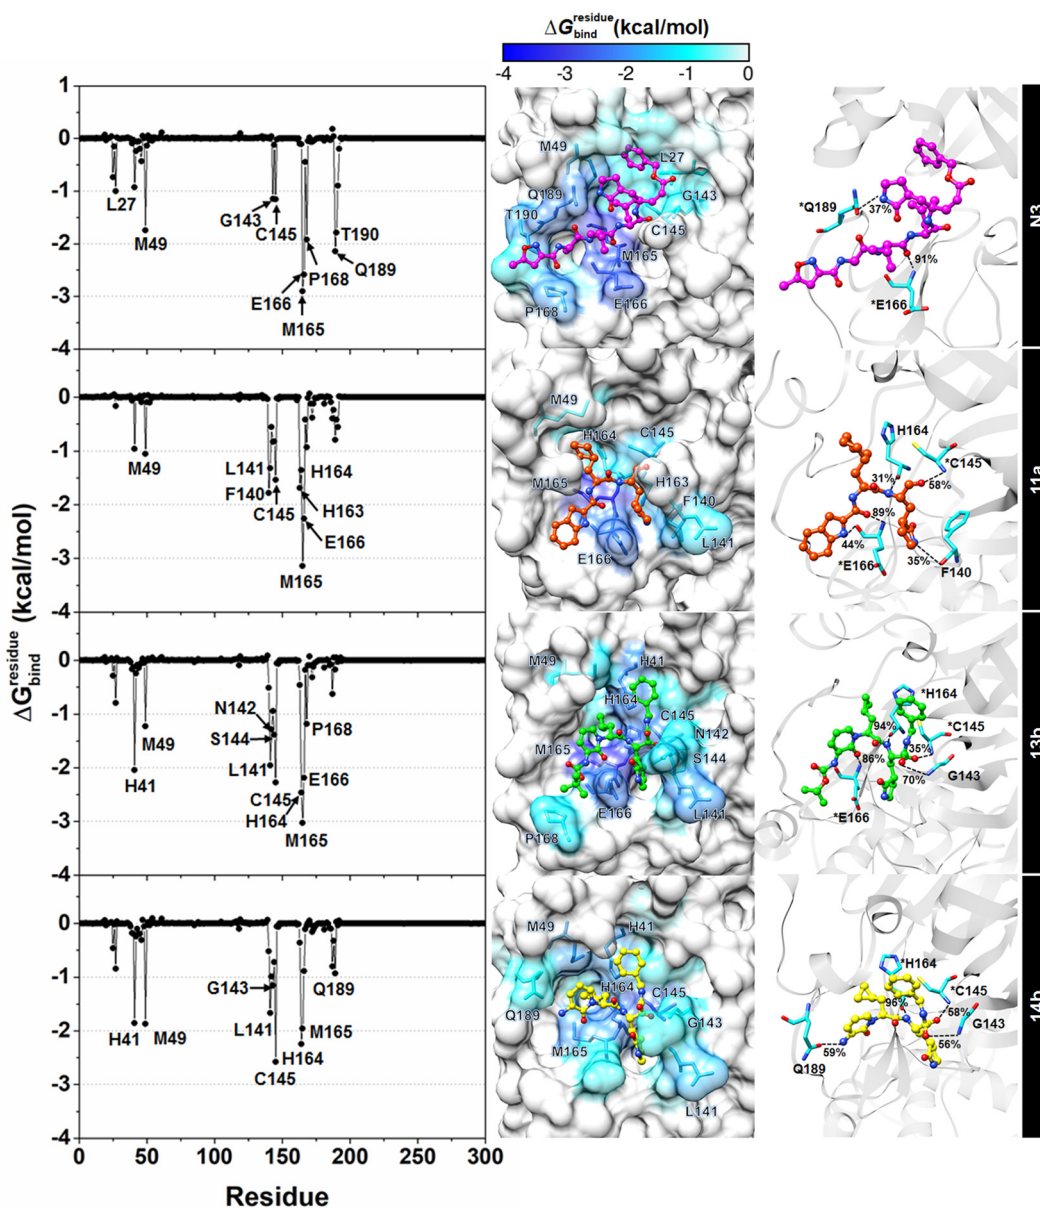 ΔG residue bind (kcal/mol)
-4 -3 -2 -1 0
1
0
-1
-2
-3
-4
L27
M49
G143
C145
T190
Q189
P168
E166
M165
M49
L27
Q189
G143
T190
C145
M165
P168
E166
*Q189
37%
91%
*E166
N3
0
-1
-2
-3
-4
M49
L141
F140
C145
H164
H163
E166
M165
M49
H164
C145
M165
H163
F140
L141
E166
H164
*C145
31%
58%
89%
44%
35%
*E166
F140
11a
0
-1
-2
-3
-4
N142
M49
S144
P168
L141
H41
E166
C145
H164
M165
M49
H41
H164
C145
N142
M165
S144
E166
L141
P168
*H164
94%
*C145
35%
86%
G143
70%
*E166
13b
0
-1
-2
-3
-4
G143
Q189
L141
H41
M49
M165
H164
C145
M49
H41
H164
Q189
C145
G143
M165
L141
*H164
*C145
96%
58%
G143
56%
59%
Q189
14b
ΔG residue bind (kcal/mol)
0 50 100 150 200 250 300
Residue